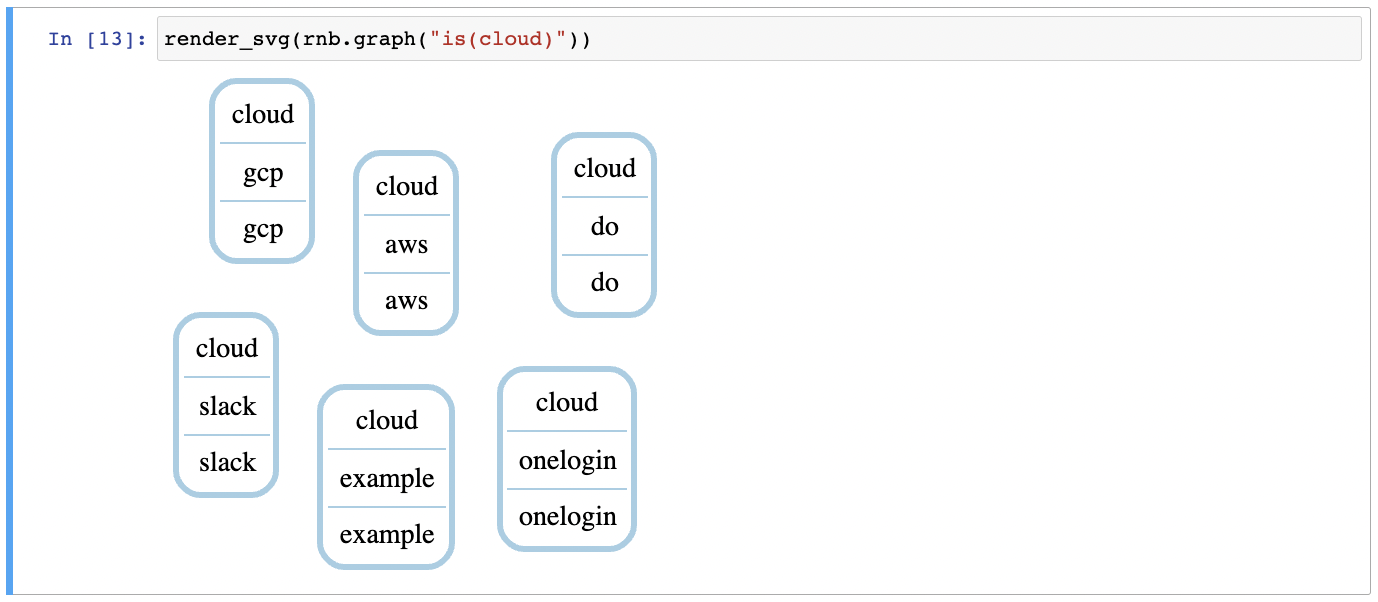 In [13]: render_svg(rnb.graph("is(cloud)"))
cloud
gcp
gcp
cloud
aws
aws
cloud
do
do
cloud
slack
slack
cloud
example
example
cloud
onelogin
onelogin